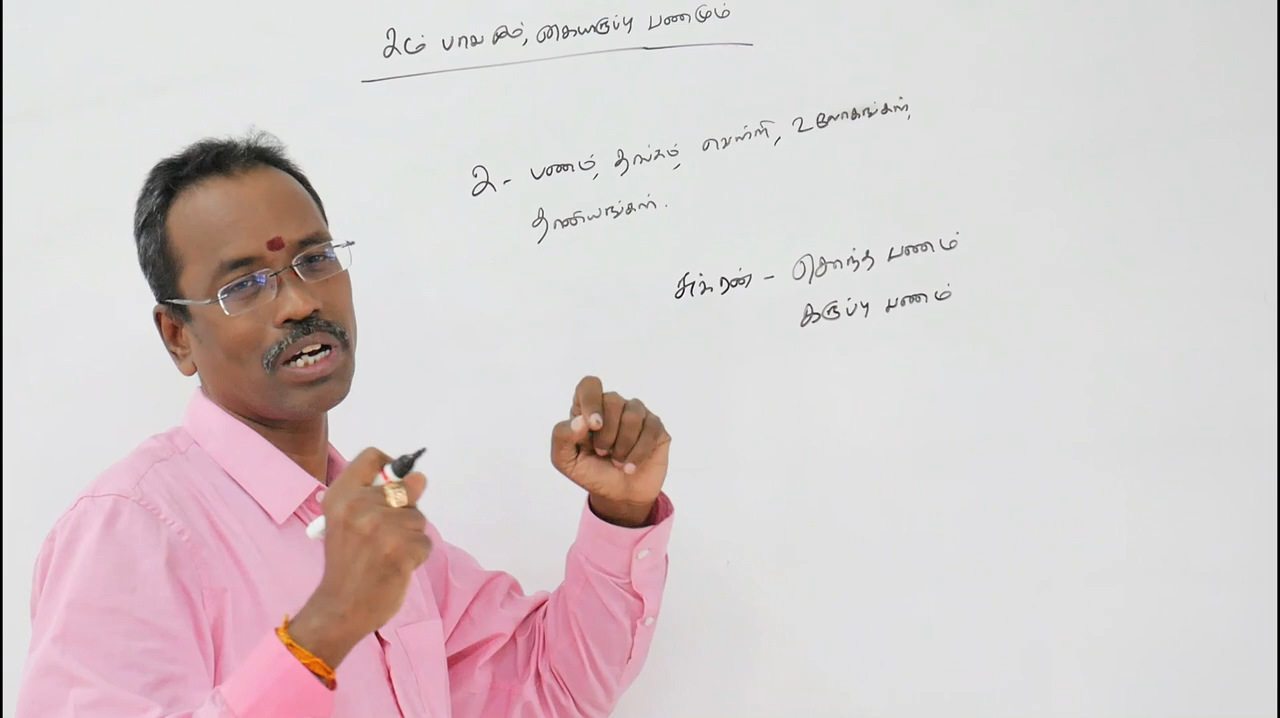 2ம் பாவகம், கையிருப்பு பணமும்
2 - பணம், தங்கம், வெள்ளி, உலோகங்கள்,
தானியங்கள்.
சுக்ரன் - சொந்த பணம்
கருப்பு பணம்